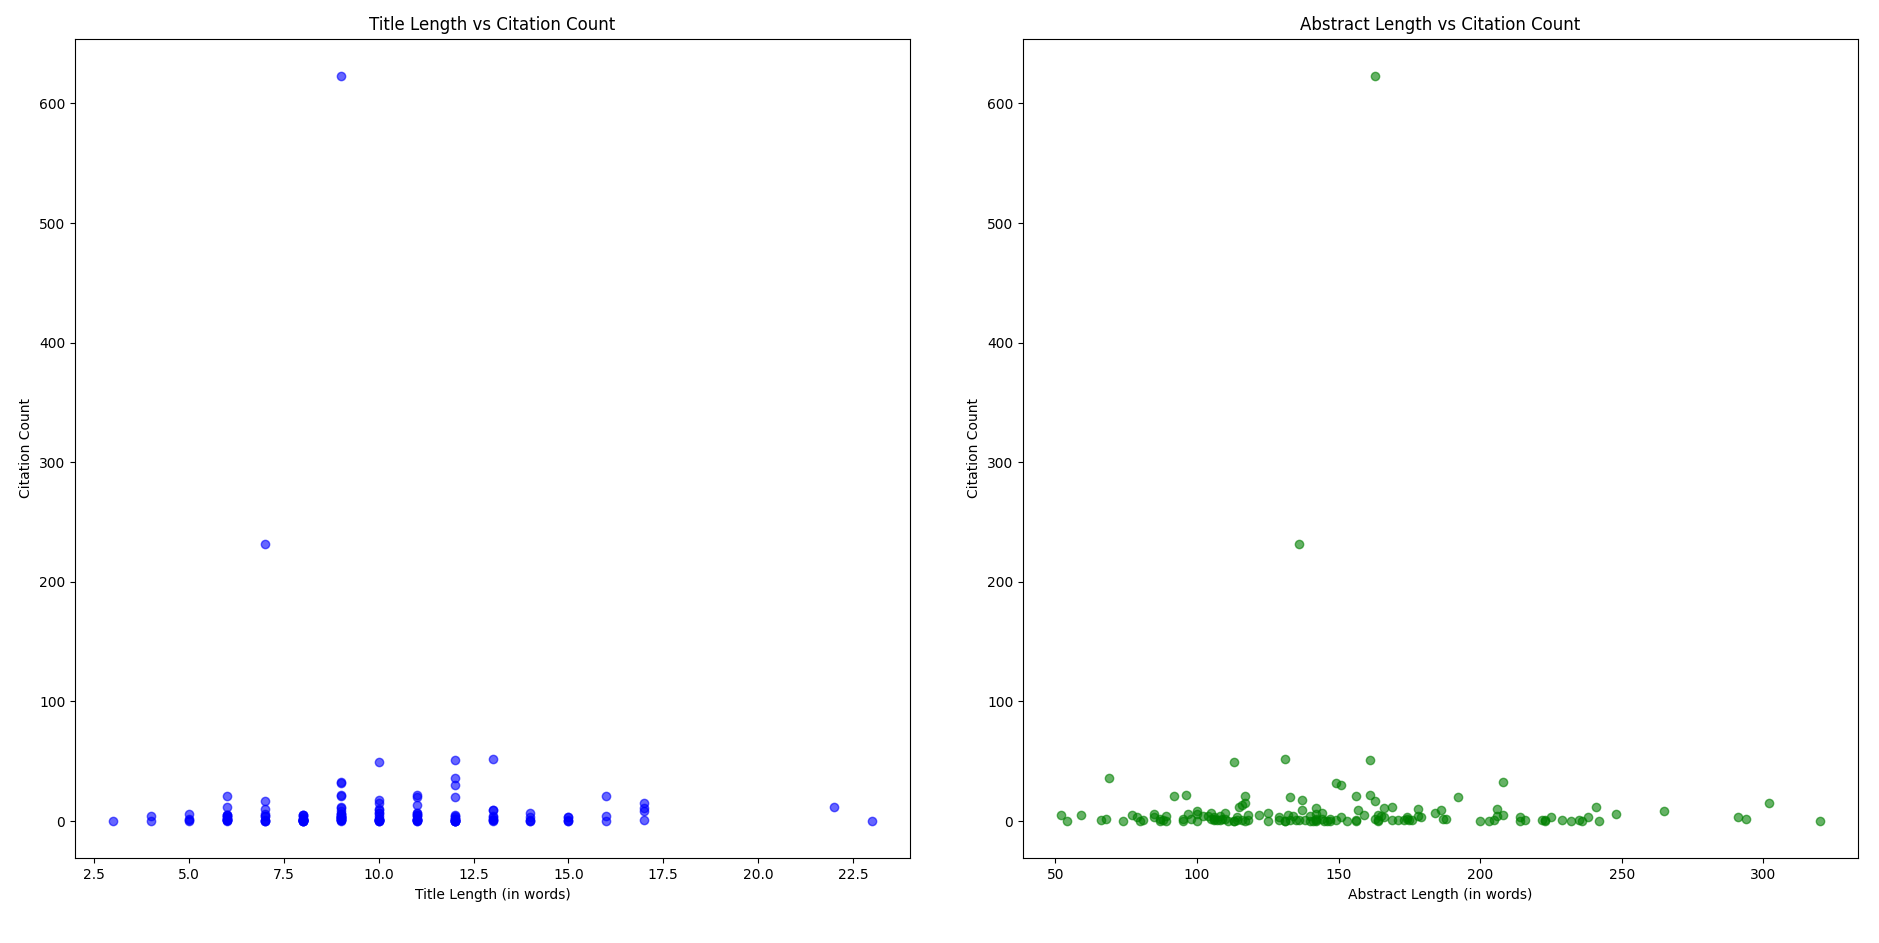 Title Length vs Citation Count
Citation Count
600
500
400
300
200
100
0
2.5 5.0 7.5 10.0 12.5 15.0 17.5 20.0 22.5
Title Length (in words)
Abstract Length vs Citation Count
Citation Count
600
500
400
300
200
100
0
50 100 150 200 250 300
Abstract Length (in words)